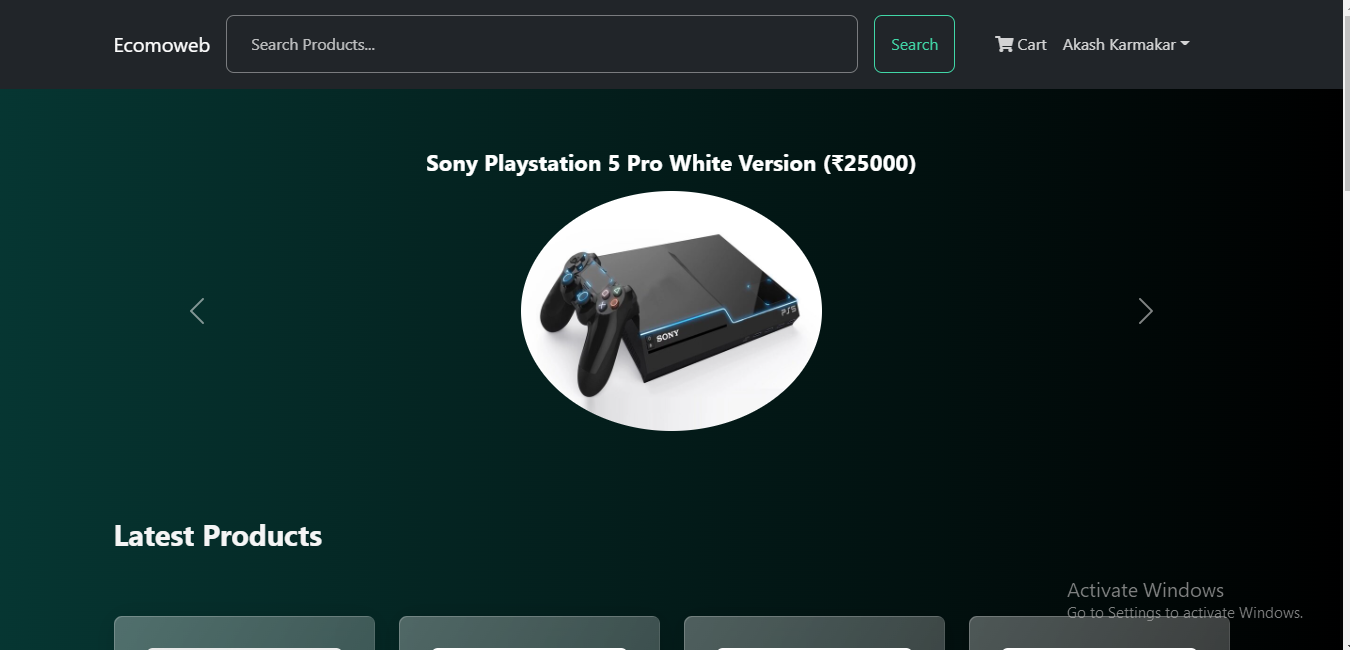 Ecomoweb
Search Products...
Search
Cart
Akash Karmakar
Sony Playstation 5 Pro White Version (₹25000)
SONY
PS5
Latest Products
Activate Windows
Go to Settings to activate Windows.